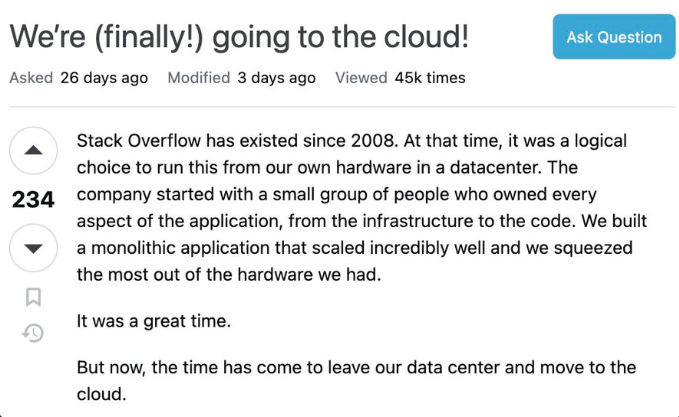 We’re (finally!) going to the cloud!
Ask Question
Asked 26 days ago Modified 3 days ago Viewed 45k times
234
Stack Overflow has existed since 2008. At that time, it was a logical
choice to run this from our own hardware in a datacenter. The
company started with a small group of people who owned every
aspect of the application, from the infrastructure to the code. We built
a monolithic application that scaled incredibly well and we squeezed
the most out of the hardware we had.
It was a great time.
But now, the time has come to leave our data center and move to the
cloud.